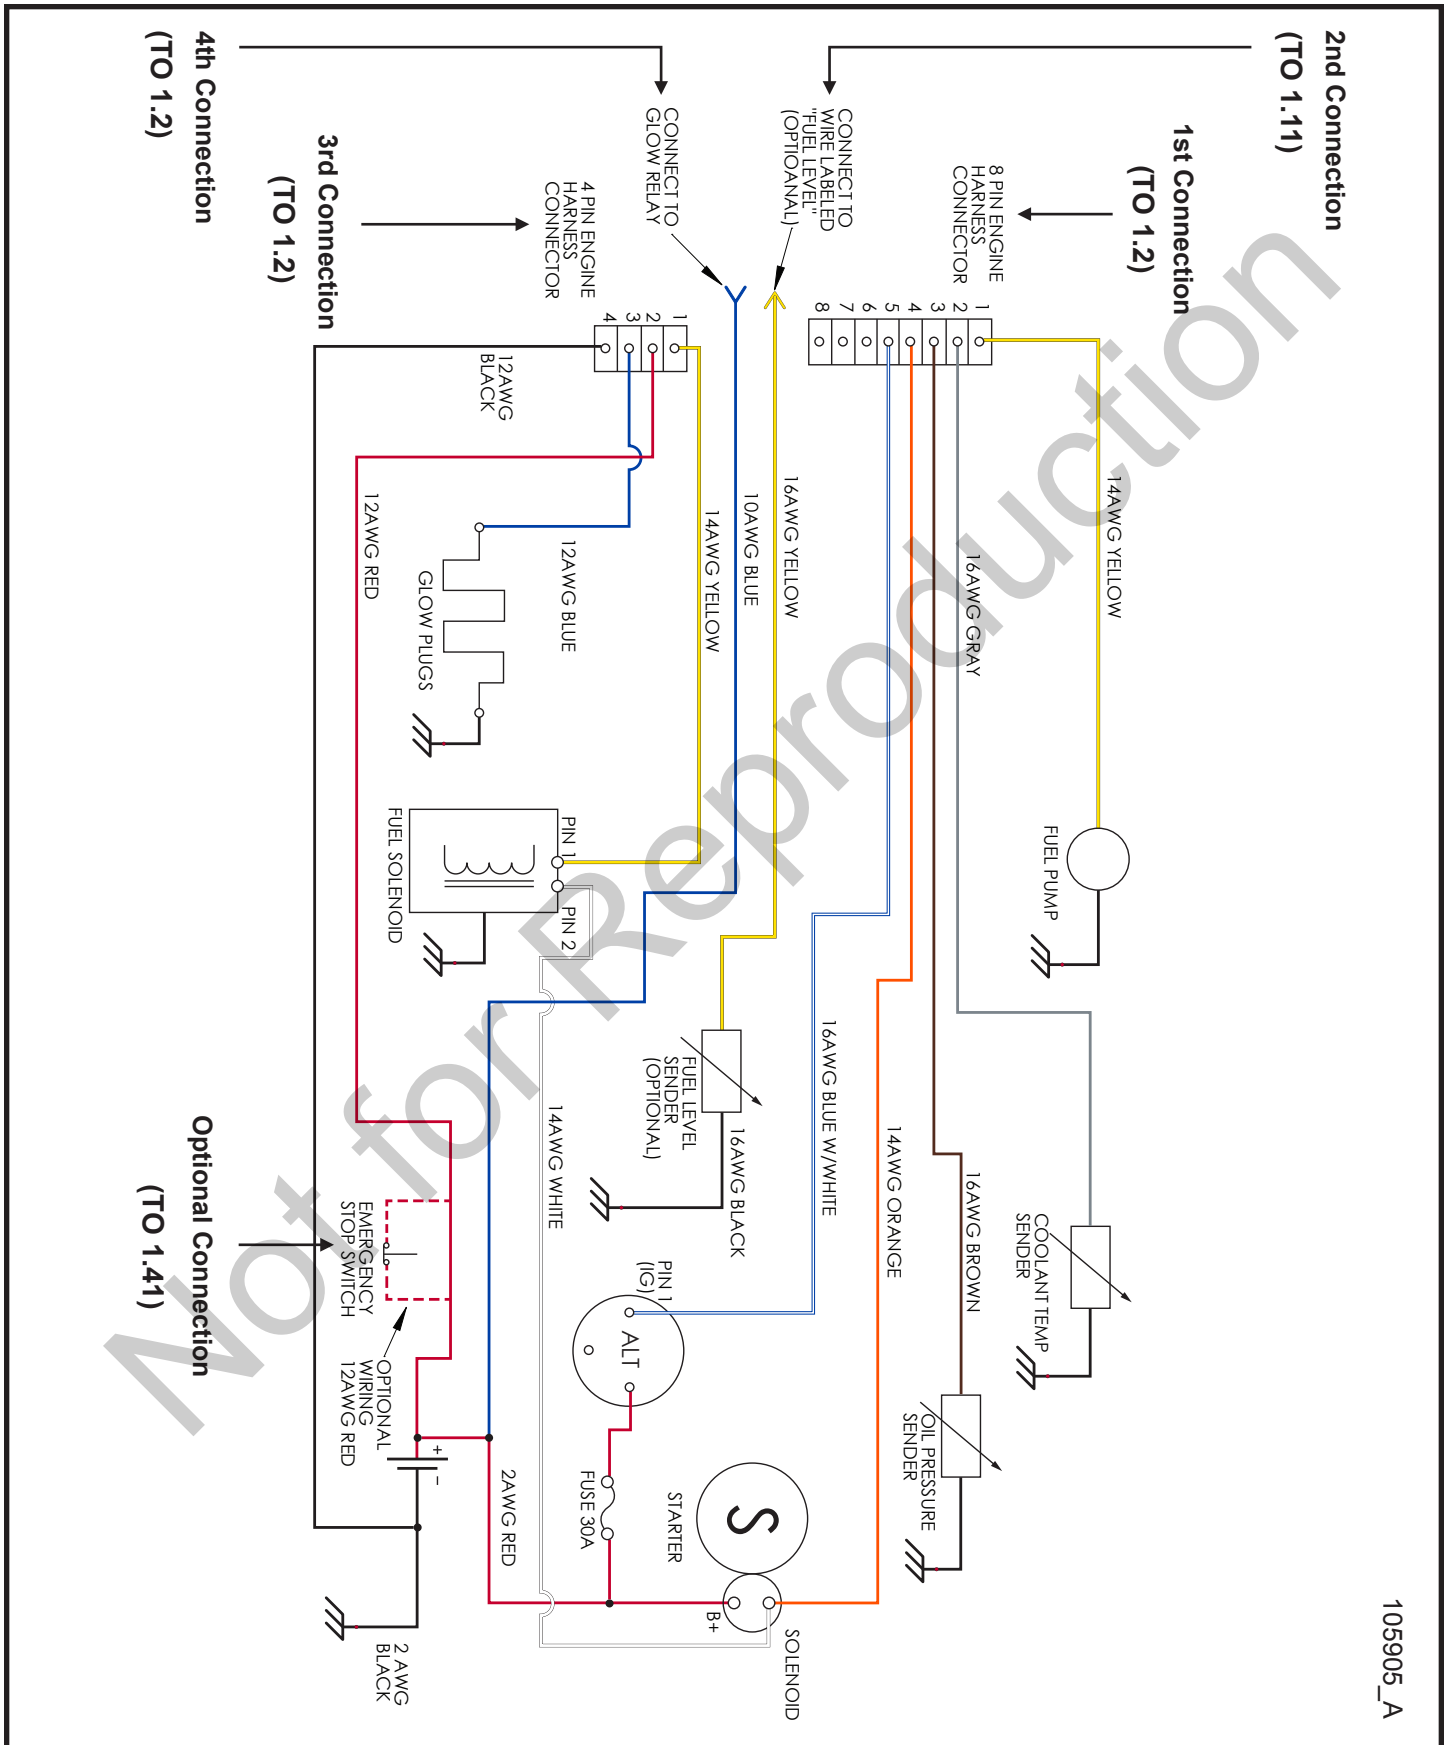 105905_A
2nd Connection
(TO 1.11)
1st Connection
(TO 1.2)
8 PIN ENGINE
HARNESS
CONNECTOR
CONNECT TO
WIRE LABELED
"FUEL LEVEL"
(OPTIOANAL)
CONNECT TO
GLOW RELAY
4 PIN ENGINE
HARNESS
CONNECTOR
3rd Connection
(TO 1.2)
4th Connection
(TO 1.2)
1
2
3
4
5
6
7
8
1
2
3
4
14AWG YELLOW
16AWG GRAY
16AWG YELLOW
10AWG BLUE
14AWG YELLOW
12AWG BLUE
12AWG
BLACK
12AWG RED
GLOW PLUGS
FUEL PUMP
PIN 1
PIN 2
FUEL SOLENOID
COOLANT TEMP
SENDER
16AWG BROWN
14AWG ORANGE
16AWG BLUE W/WHITE
FUEL LEVEL
SENDER
(OPTIONAL)
16AWG BLACK
14AWG WHITE
OIL PRESSURE
SENDER
PIN 1
(IG)
ALT
FUSE 30A
STARTER
S
SOLENOID
B+
2AWG RED
EMERGENCY
STOP SWITCH
OPTIONAL
WIRING
12AWG RED
+
-
2 AWG
BLACK
Optional Connection
(TO 1.41)
Not for Reproduction